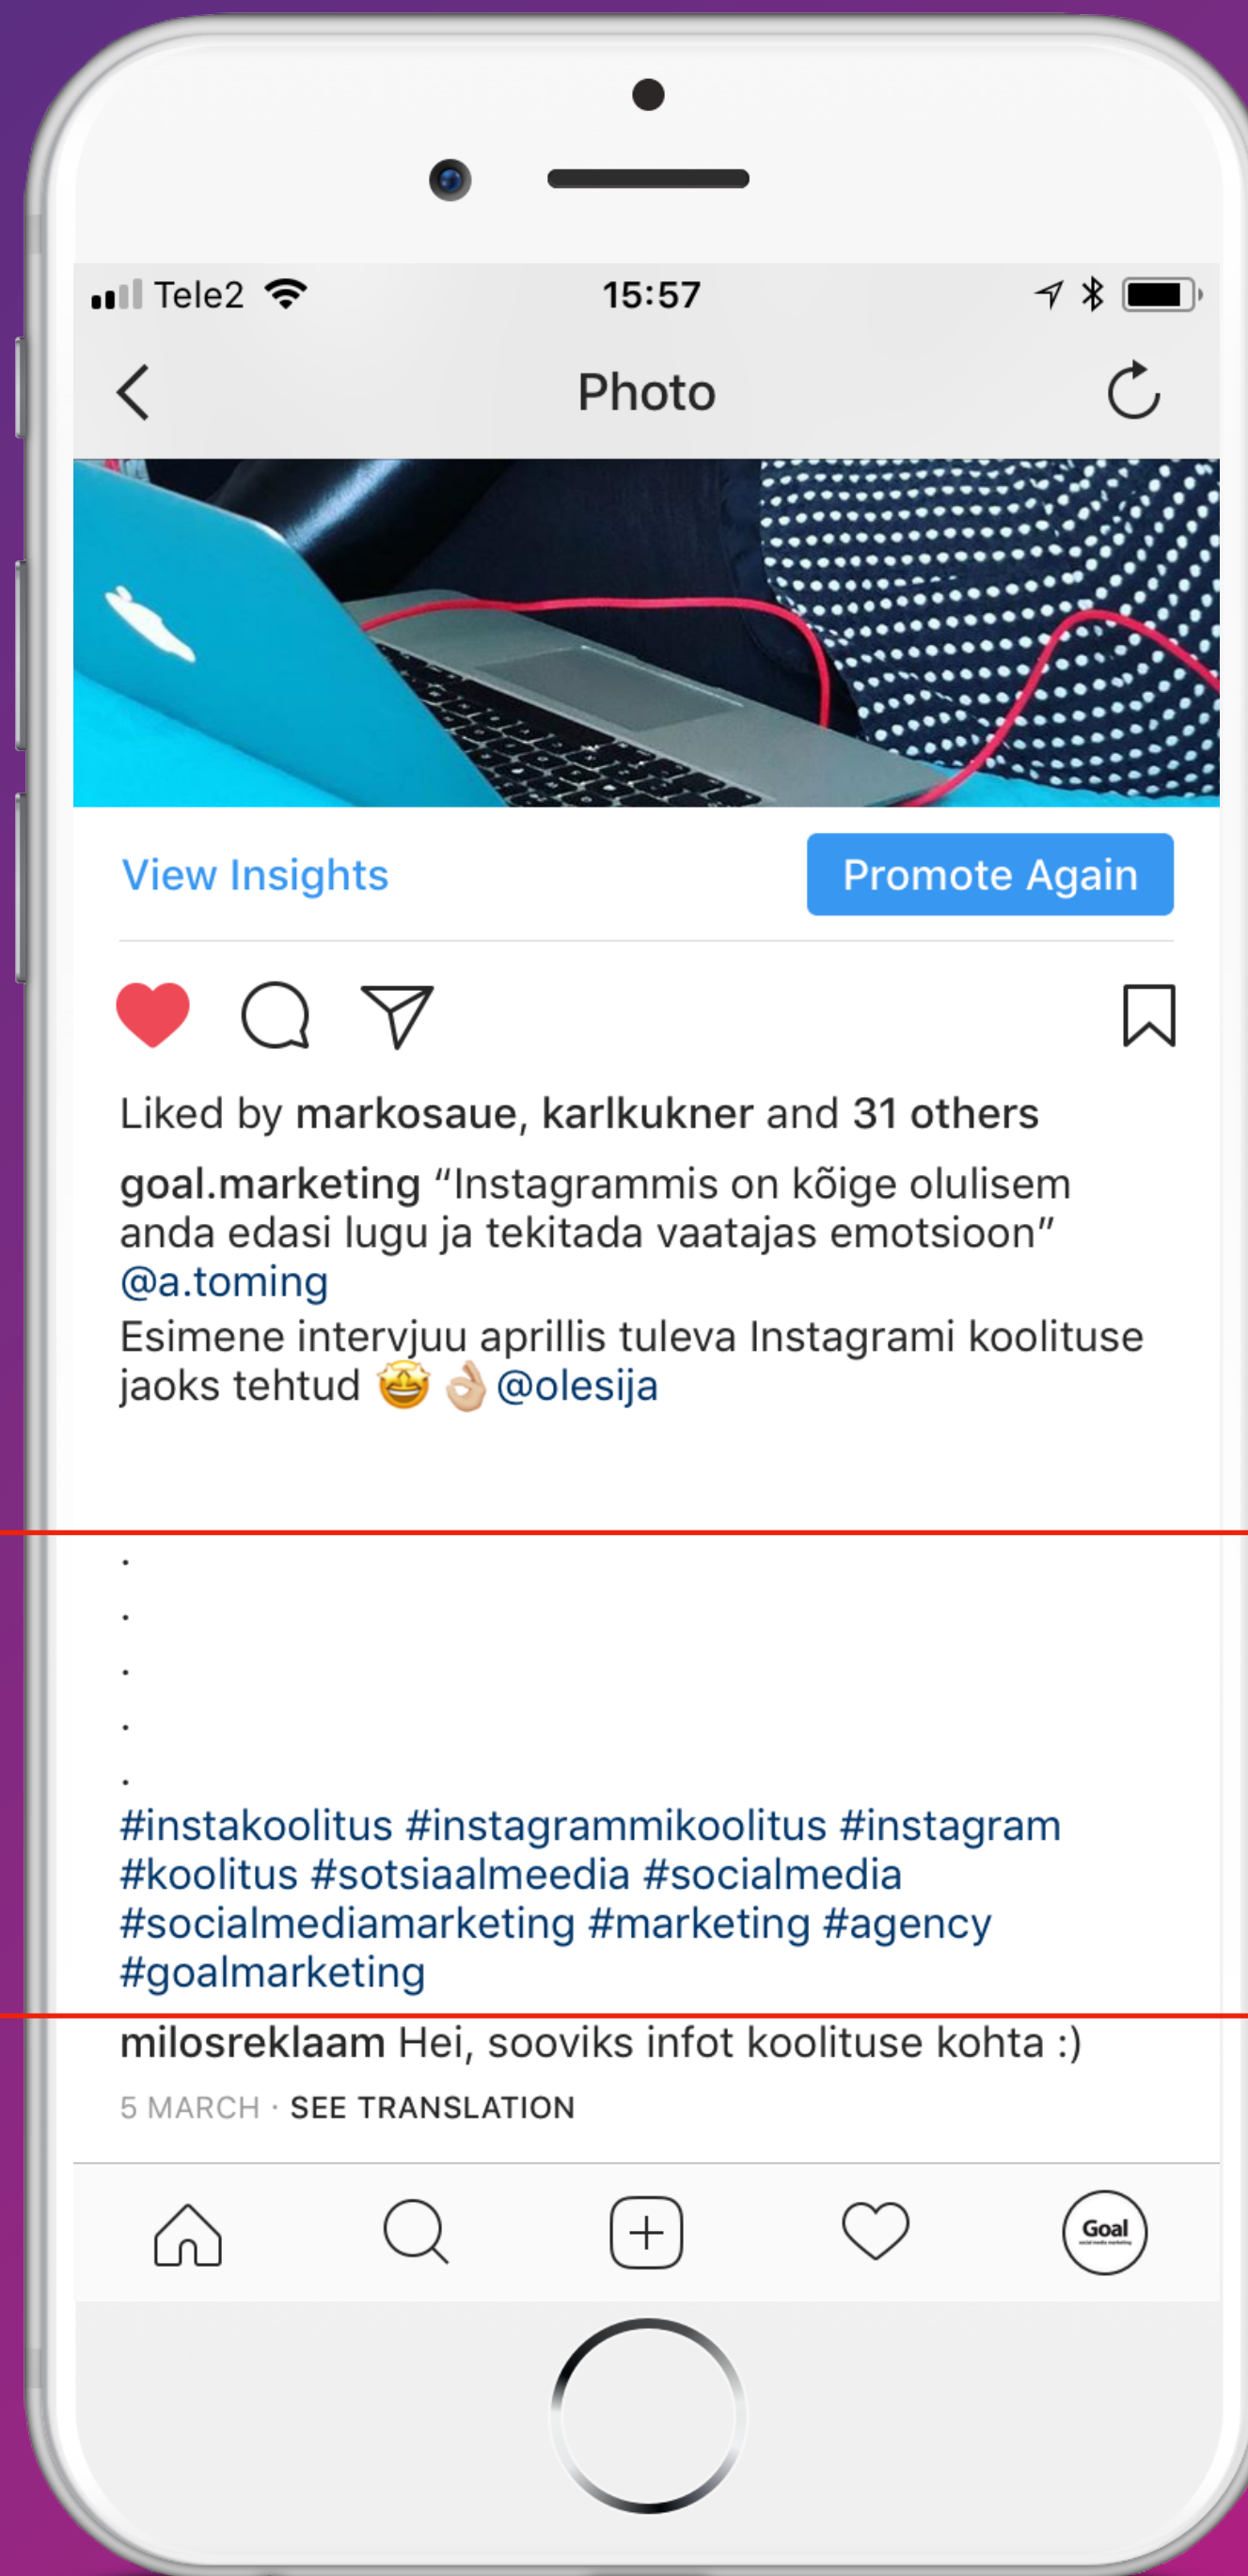 Tele2 15:57
Photo
View Insights Promote Again
Liked by markosaue, karlkukner and 31 others
goal.marketing “Instagrammis on kõige olulisem
anda edasi lugu ja tekitada vaatajas emotsioon”
@a.toming
Esimene intervjuu aprillis tuleva Instagrami koolituse
jaoks tehtud 🤩 👌🏼 @olesija
.
.
.
.
.
#instakoolitus #instagrammikoolitus #instagram
#koolitus #sotsiaalmeedia #socialmedia
#socialmediamarketing #marketing #agency
#goalmarketing
milosreklaam Hei, sooviks infot koolituse kohta :)
5 MARCH · SEE TRANSLATION
Goal
social media marketing